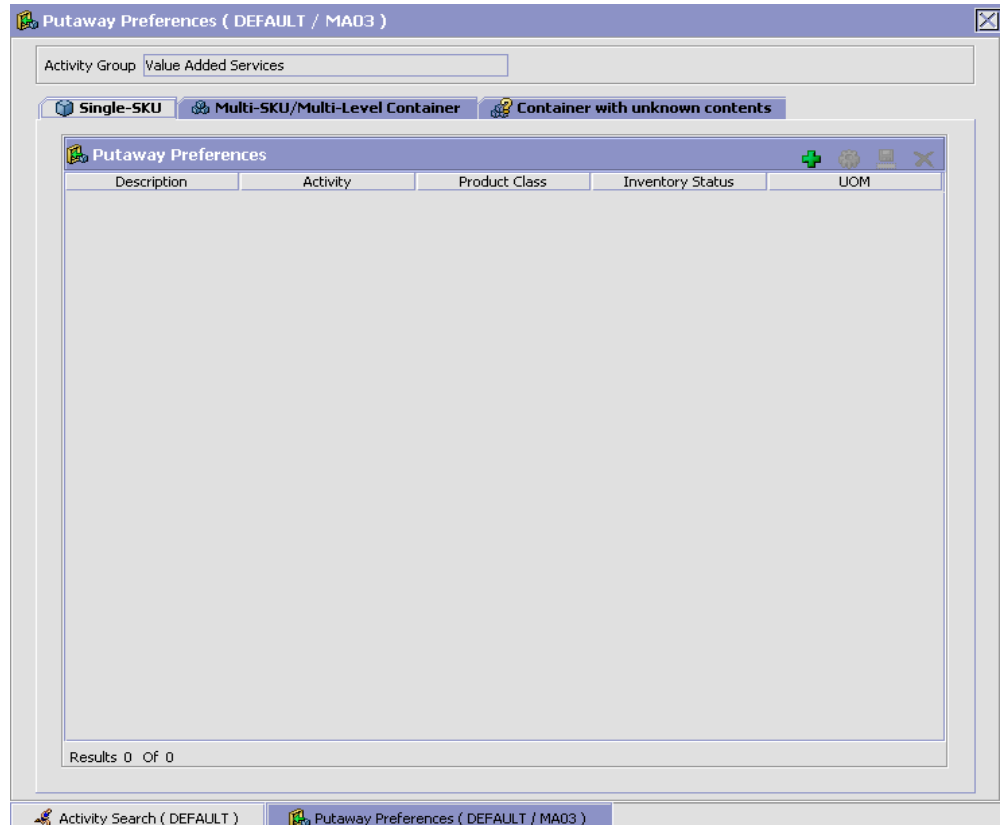 Putaway Preferences ( DEFAULT / MA03 )
Activity Group Value Added Services
Single-SKU Multi-SKU/Multi-Level Container Container with unknown contents
Putaway Preferences
Description Activity Product Class Inventory Status UOM
Results 0 Of 0
Activity Search ( DEFAULT ) Putaway Preferences ( DEFAULT / MA03 )